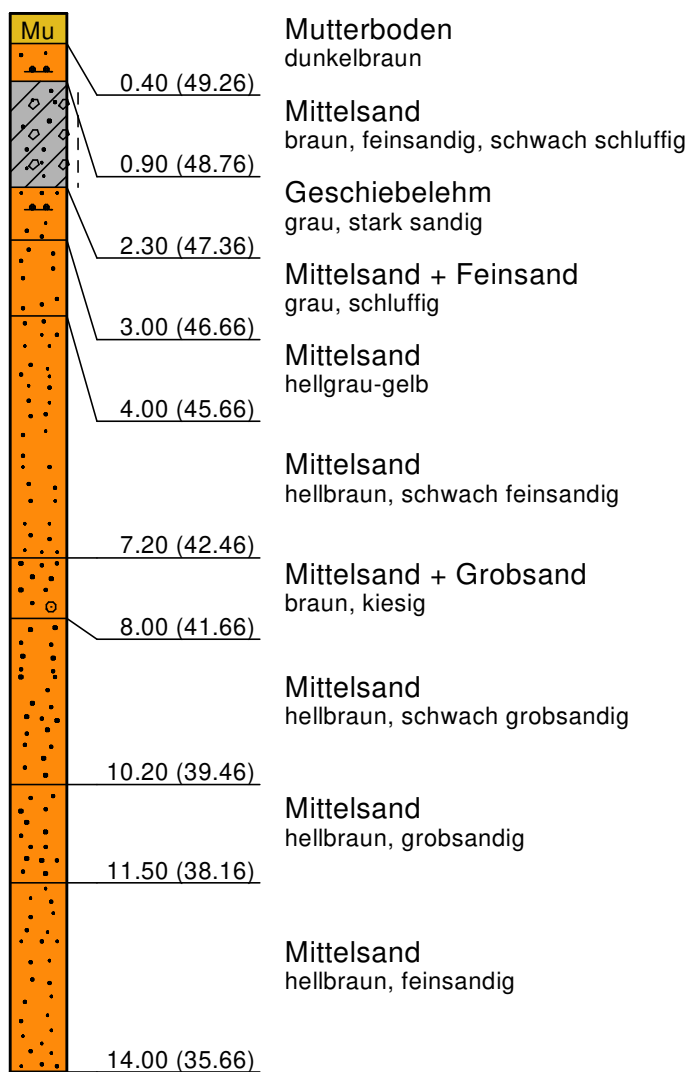 Mu
Mutterboden
dunkelbraun
0.40 (49.26)
Mittelsand
braun, feinsandig, schwach schluffig
0.90 (48.76)
Geschiebelehm
grau, stark sandig
2.30 (47.36)
Mittelsand + Feinsand
grau, schluffig
3.00 (46.66)
Mittelsand
hellgrau-gelb
4.00 (45.66)
Mittelsand
hellbraun, schwach feinsandig
7.20 (42.46)
Mittelsand + Grobsand
braun, kiesig
8.00 (41.66)
Mittelsand
hellbraun, schwach grobsandig
10.20 (39.46)
Mittelsand
hellbraun, grobsandig
11.50 (38.16)
Mittelsand
hellbraun, feinsandig
14.00 (35.66)